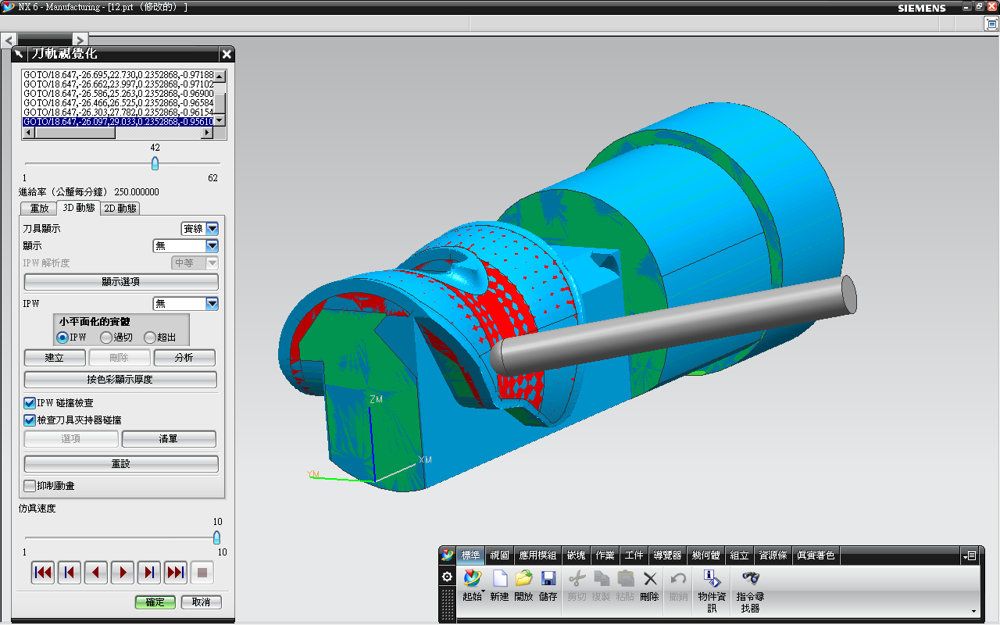 NX 6 - Manufacturing - [12.prt（修改的） ]
SIEMENS
刀軌視覺化
GOTO/18.647,-26.695,22.730,0.2352868,-0.97188
GOTO/18.647,-26.662,23.997,0.2352868,-0.97102
GOTO/18.647,-26.586,25.263,0.2352868,-0.96900
GOTO/18.647,-26.466,26.525,0.2352868,-0.96584
GOTO/18.647,-26.303,27.782,0.2352868,-0.96154
GOTO/18.647,-26.097,29.033,0.2352868,-0.95610
42
1 62
進給率（公釐每分鐘） 250.000000
重放 3D 動態 2D 動態
刀具顯示 實線
顯示 無
IPW 解析度 中等
顯示選項
IPW 無
小平面化的實體
IPW 過切 超出
建立 刪除 分析
按色彩顯示厚度
IPW 碰撞檢查
檢查刀具夾持器碰撞
選項 清單
重設
抑制動畫
仿真速度
10
1 10
確定 取消
ZM
XM
YM
標準 視圖 應用模組 嵌塊 作業 工件 導覽器 幾何體 組立 資源條 真實著色
起始 新建 開放 儲存 剪切 複製 粘貼 刪除 撤銷 物件資訊 指令尋找器